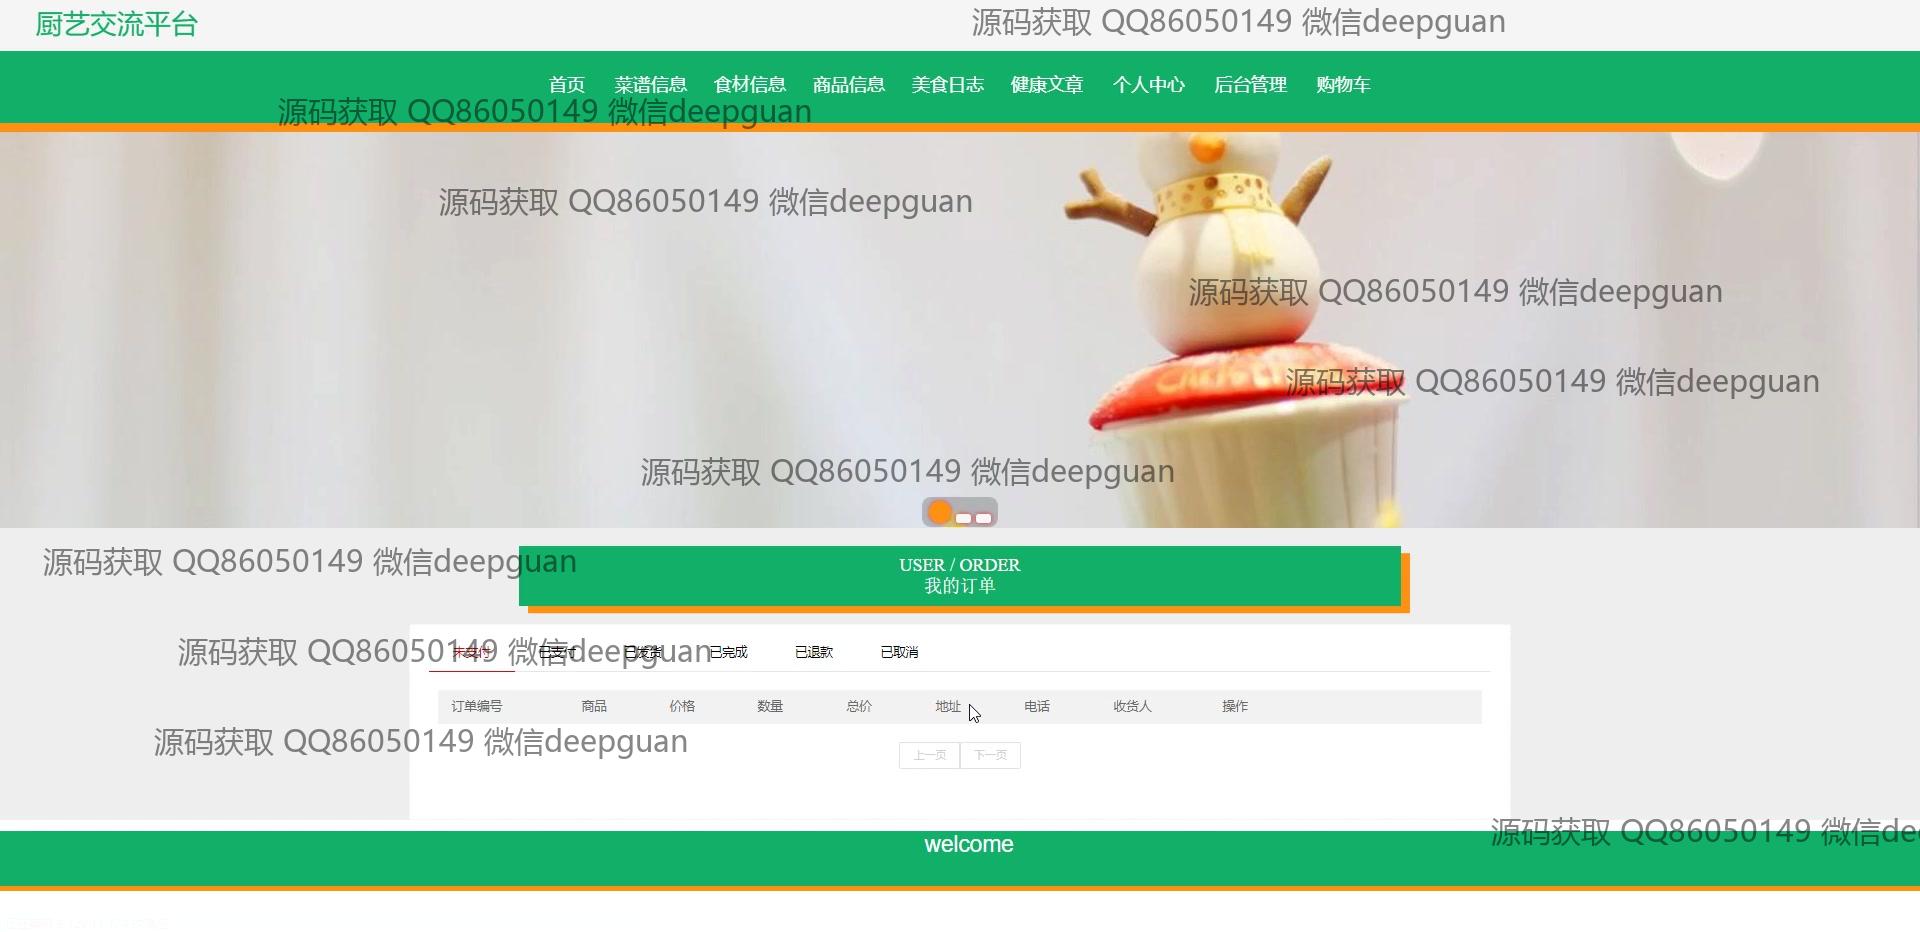 厨艺交流平台
源码获取 QQ86050149 微信deepguan
首页 菜谱信息 食材信息 商品信息 美食日志 健康文章 个人中心 后台管理 购物车
源码获取 QQ86050149 微信deepguan
源码获取 QQ86050149 微信deepguan
源码获取 QQ86050149 微信deepguan
源码获取 QQ86050149 微信deepguan
源码获取 QQ86050149 微信deepguan
源码获取 QQ86050149 微信deepguan
USER / ORDER
我的订单
源码获取 QQ86050149 微信deepguan
未支付 已支付 已发货 已完成 已退款 已取消
订单编号 商品 价格 数量 总价 地址 电话 收货人 操作
源码获取 QQ86050149 微信deepguan
上一页 下一页
源码获取 QQ86050149 微信de
welcome